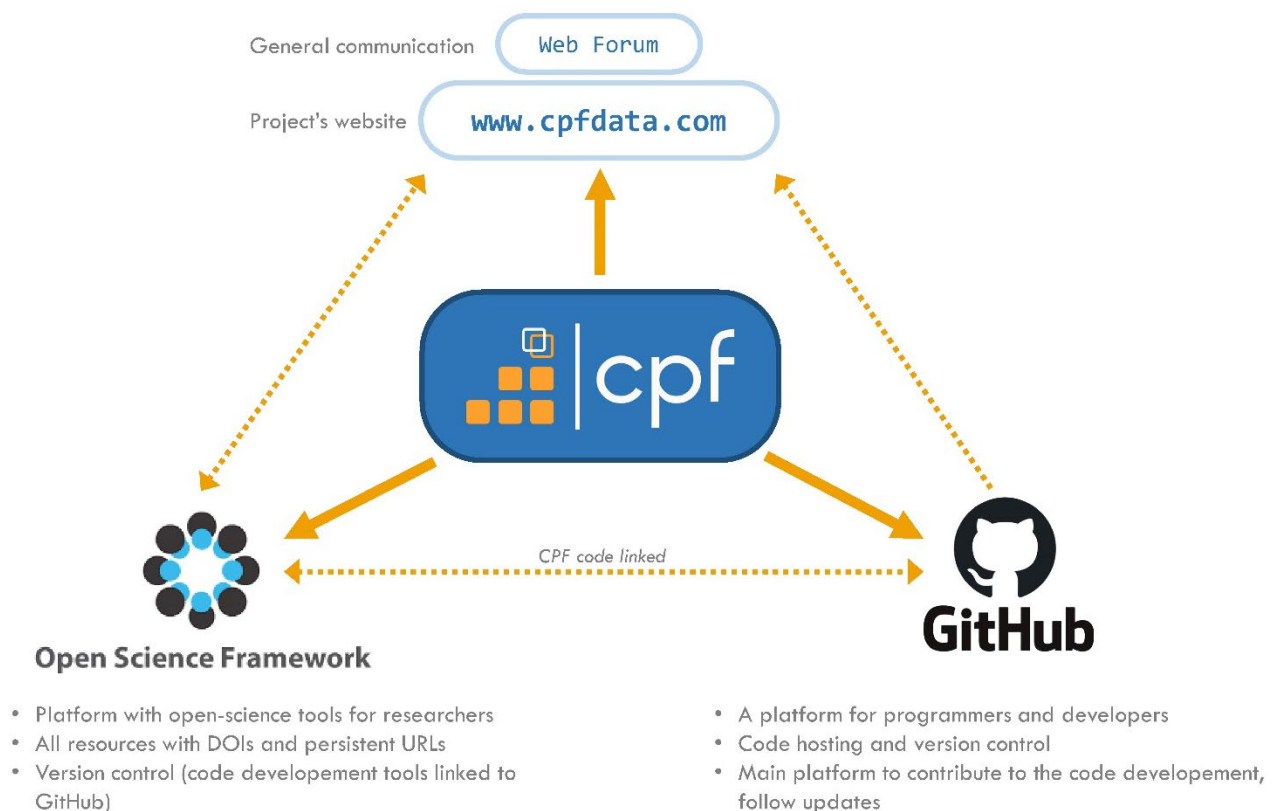 General communication
Web Forum
Project's website
www.cpfdata.com
cpf
CPF code linked
Open Science Framework
GitHub
• Platform with open-science tools for researchers
• All resources with DOIs and persistent URLs
• Version control (code developement tools linked to
GitHub)
• A platform for programmers and developers
• Code hosting and version control
• Main platform to contribute to the code developement,
follow updates